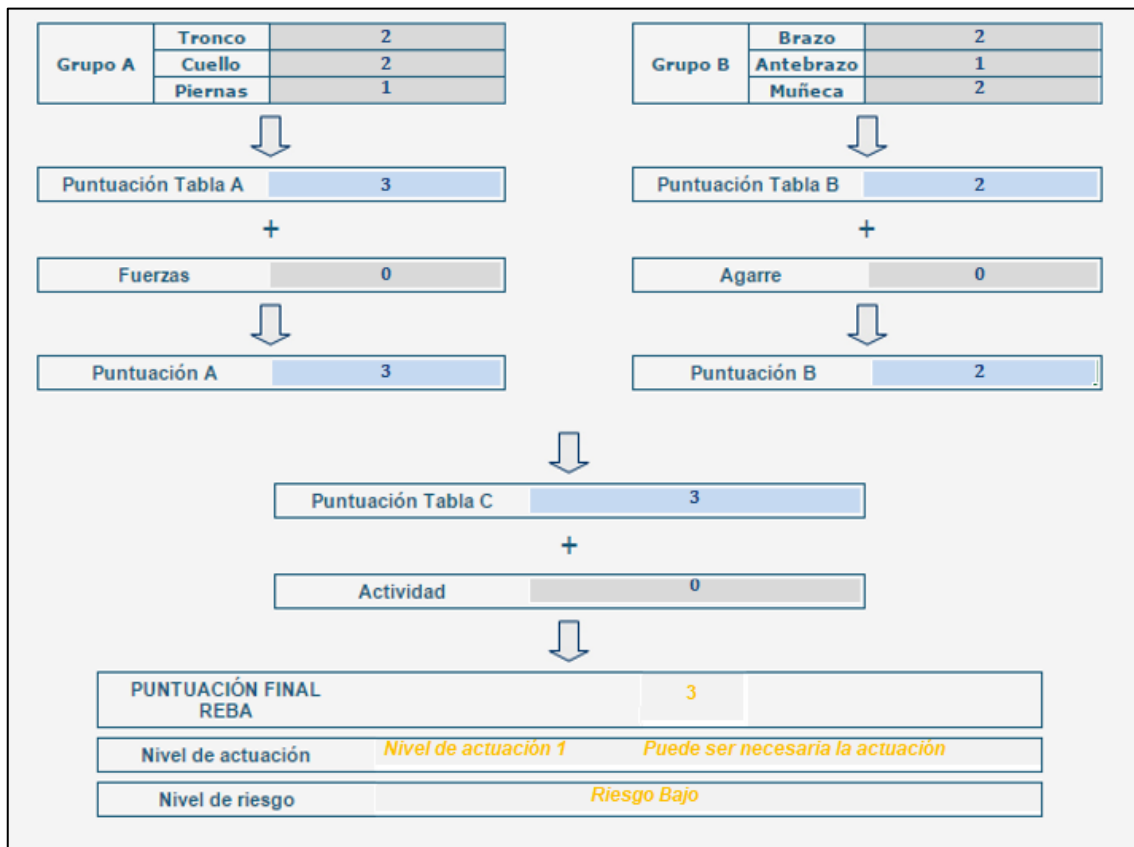 Grupo A
Tronco 2
Cuello 2
Piernas 1
Grupo B
Brazo 2
Antebrazo 1
Muñeca 2
Puntuación Tabla A 3
Puntuación Tabla B 2
+
+
Fuerzas 0
Agarre 0
Puntuación A 3
Puntuación B 2
Puntuación Tabla C 3
+
Actividad 0
PUNTUACIÓN FINAL
REBA
3
Nivel de actuación Nivel de actuación 1 Puede ser necesaria la actuación
Nivel de riesgo Riesgo Bajo